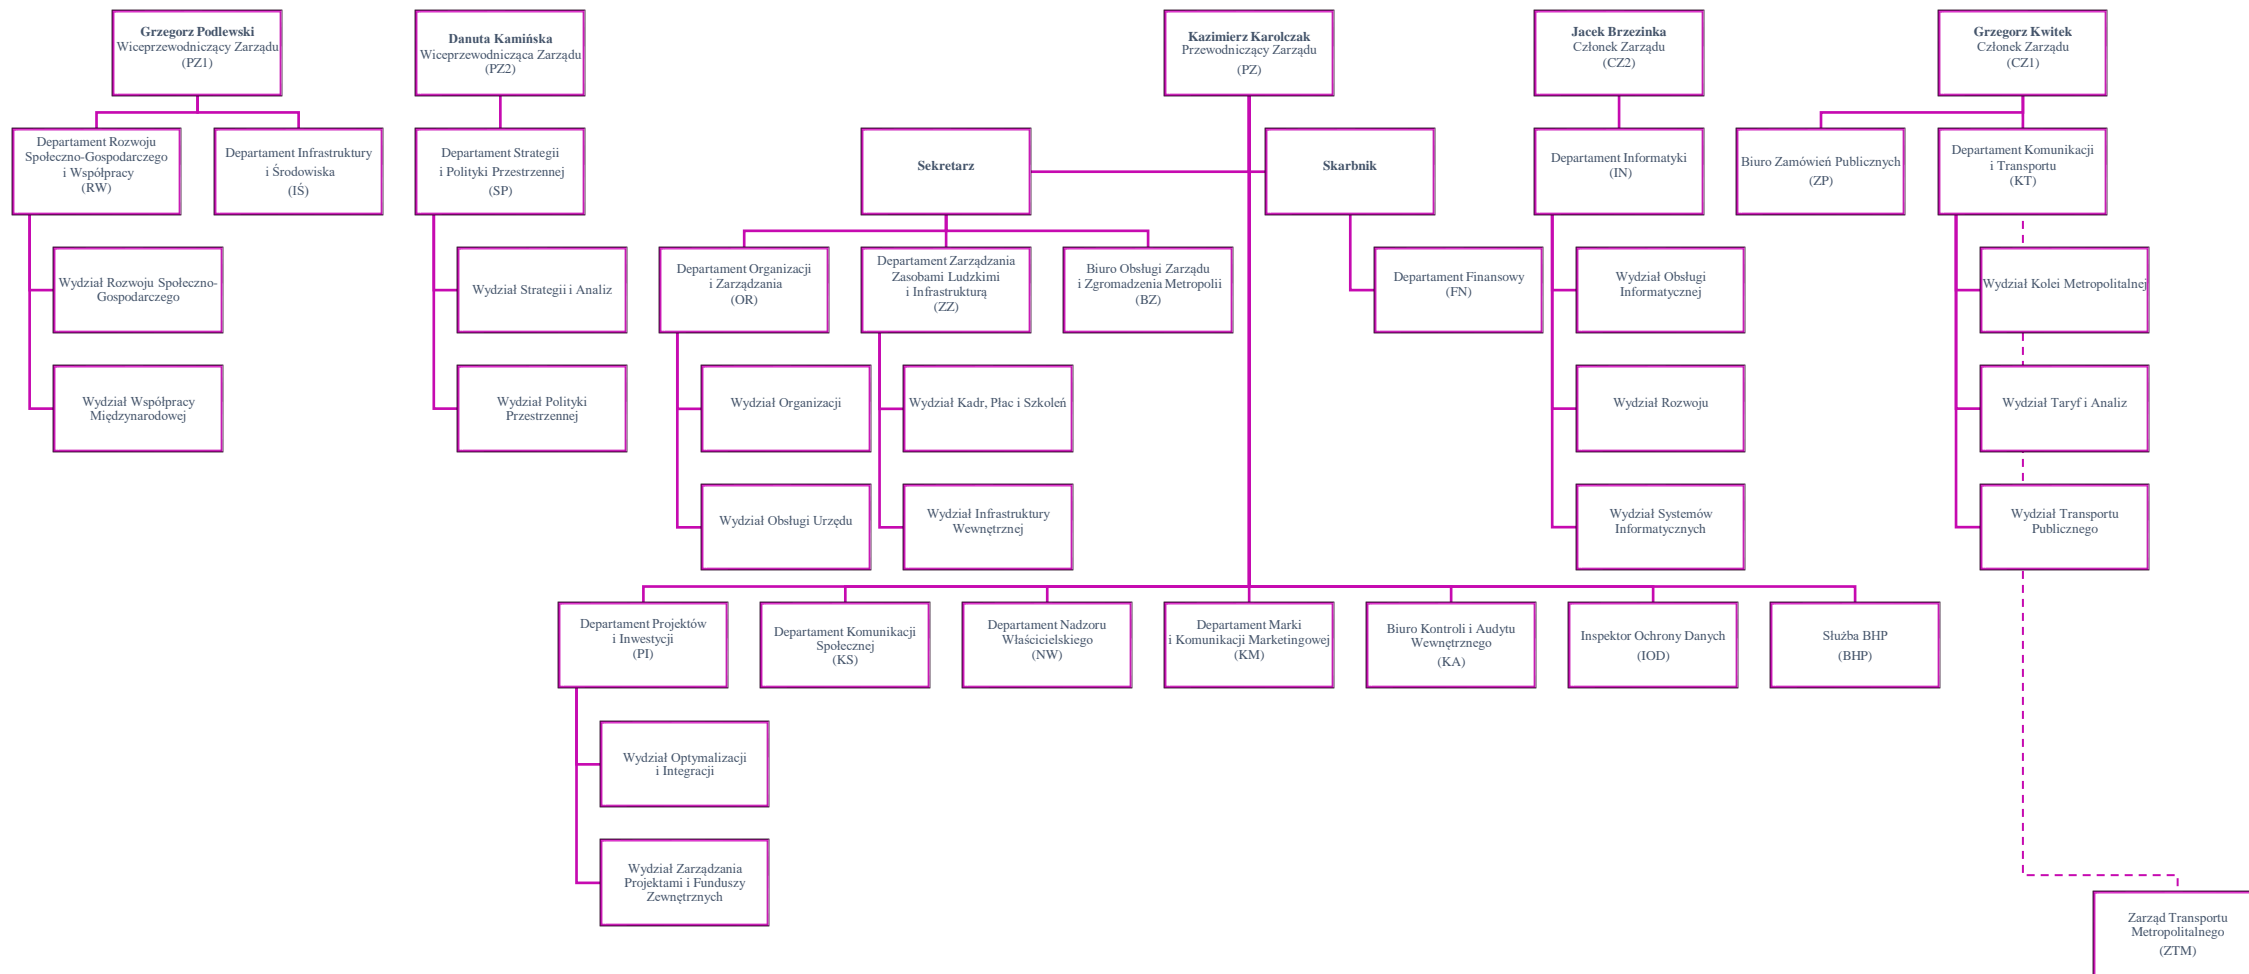 Grzegorz Podlewski
Wiceprzewodniczący Zarządu
(PZ1)
Danuta Kamińska
Wiceprzewodnicząca Zarządu
(PZ2)
Kazimierz Karolczak
Przewodniczący Zarządu
(PZ)
Jacek Brzezinka
Członek Zarządu
(CZ2)
Grzegorz Kwitek
Członek Zarządu
(CZ1)
Departament Rozwoju
Społeczno-Gospodarczego
i Współpracy
(RW)
Departament Infrastruktury
i Środowiska
(IŚ)
Departament Strategii
i Polityki Przestrzennej
(SP)
Sekretarz
Skarbnik
Departament Informatyki
(IN)
Biuro Zamówień Publicznych
(ZP)
Departament Komunikacji
i Transportu
(KT)
Wydział Rozwoju Społeczno-
Gospodarczego
Wydział Strategii i Analiz
Departament Organizacji
i Zarządzania
(OR)
Departament Zarządzania
Zasobami Ludzkimi
i Infrastrukturą
(ZZ)
Biuro Obsługi Zarządu
i Zgromadzenia Metropolii
(BZ)
Departament Finansowy
(FN)
Wydział Obsługi
Informatycznej
Wydział Kolei Metropolitalnej
Wydział Współpracy
Międzynarodowej
Wydział Polityki
Przestrzennej
Wydział Organizacji
Wydział Kadr, Płac i Szkoleń
Wydział Rozwoju
Wydział Taryf i Analiz
Wydział Obsługi Urzędu
Wydział Infrastruktury
Wewnętrznej
Wydział Systemów
Informatycznych
Wydział Transportu
Publicznego
Departament Projektów
i Inwestycji
(PI)
Departament Komunikacji
Społecznej
(KS)
Departament Nadzoru
Właścicielskiego
(NW)
Departament Marki
i Komunikacji Marketingowej
(KM)
Biuro Kontroli i Audytu
Wewnętrznego
(KA)
Inspektor Ochrony Danych
(IOD)
Służba BHP
(BHP)
Wydział Optymalizacji
i Integracji
Wydział Zarządzania
Projektami i Funduszy
Zewnętrznych
Zarząd Transportu
Metropolitalnego
(ZTM)